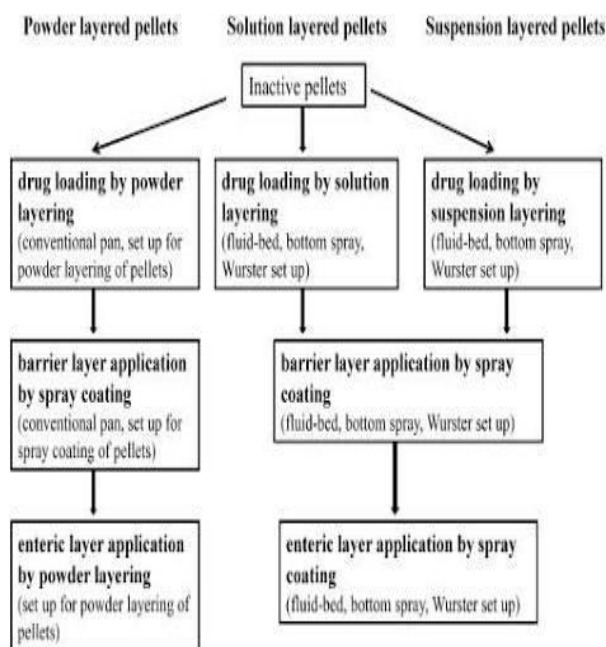 Powder layered pellets
Solution layered pellets
Suspension layered pellets
Inactive pellets
drug loading by powder
layering
(conventional pan, set up for
powder layering of pellets)
drug loading by solution
layering
(fluid-bed, bottom spray,
Wurster set up)
drug loading by
suspension layering
(fluid-bed, bottom spray,
Wurster set up)
barrier layer application
by spray coating
(conventional pan, set up for
spray coating of pellets)
barrier layer application by spray
coating
(fluid-bed, bottom spray, Wurster set up)
enteric layer application
by powder layering
(set up for powder layering of
pellets)
enteric layer application by spray
coating
(fluid-bed, bottom spray, Wurster set up)